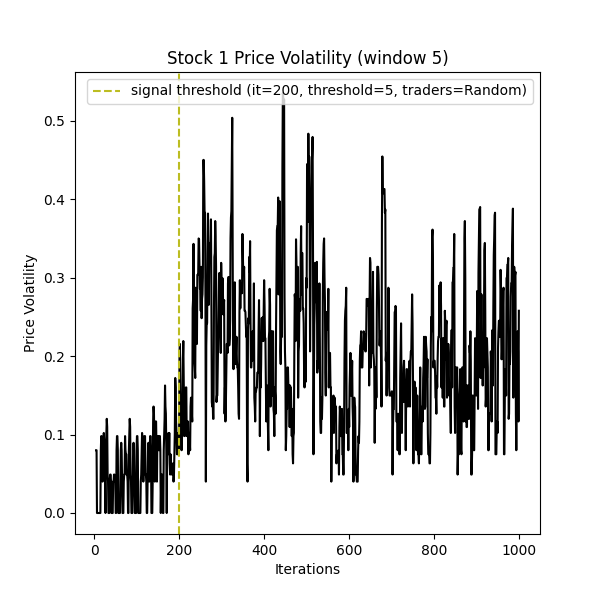 Stock 1 Price Volatility (window 5)
signal threshold (it=200, threshold=5, traders=Random)
0.5
0.4
0.3
0.2
0.1
0.0
Price Volatility
0 200 400 600 800 1000
Iterations